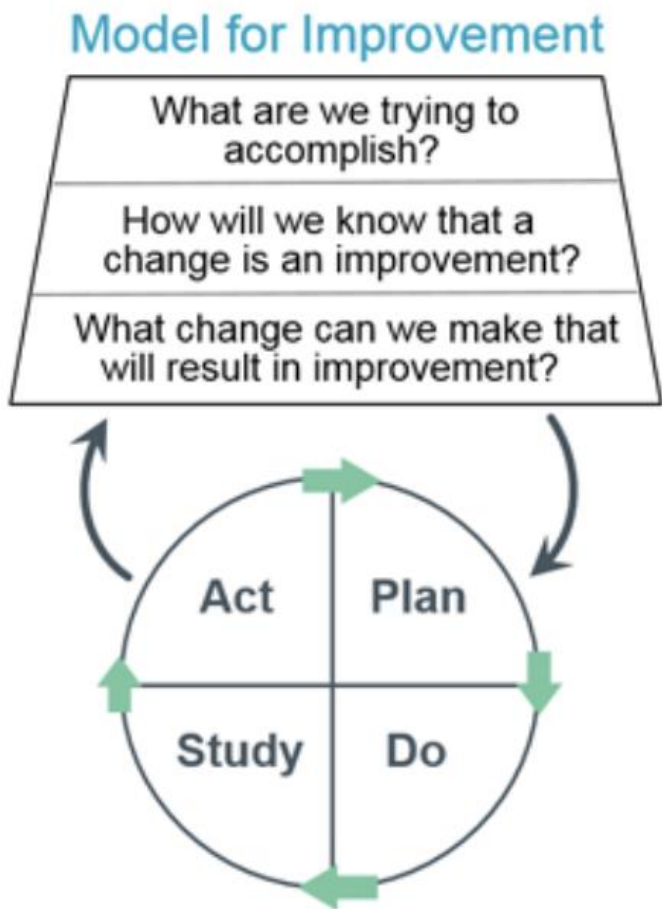 Model for Improvement
What are we trying to
accomplish?
How will we know that a
change is an improvement?
What change can we make that
will result in improvement?
Act
Plan
Study
Do